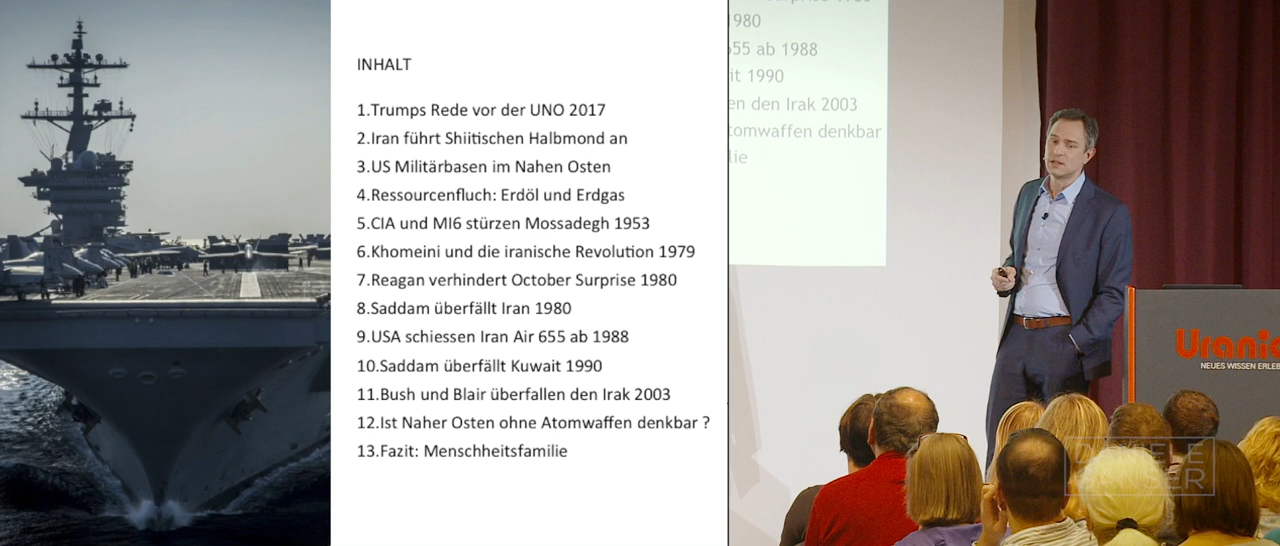 INHALT
1.Trumps Rede vor der UNO 2017
2.Iran führt Shiitischen Halbmond an
3.US Militärbasen im Nahen Osten
4.Ressourcenfluch: Erdöl und Erdgas
5.CIA und MI6 stürzen Mossadegh 1953
6.Khomeini und die iranische Revolution 1979
7.Reagan verhindert October Surprise 1980
8.Saddam überfällt Iran 1980
9.USA schiessen Iran Air 655 ab 1988
10.Saddam überfällt Kuwait 1990
11.Bush und Blair überfallen den Irak 2003
12.Ist Naher Osten ohne Atomwaffen denkbar ?
13.Fazit: Menschheitsfamilie
980
655 ab 1988
it 1990
en den Irak 2003
tomwaffen denkbar
lie
Urania
NEUES WISSEN ERLEB
DANIELE
GANSER